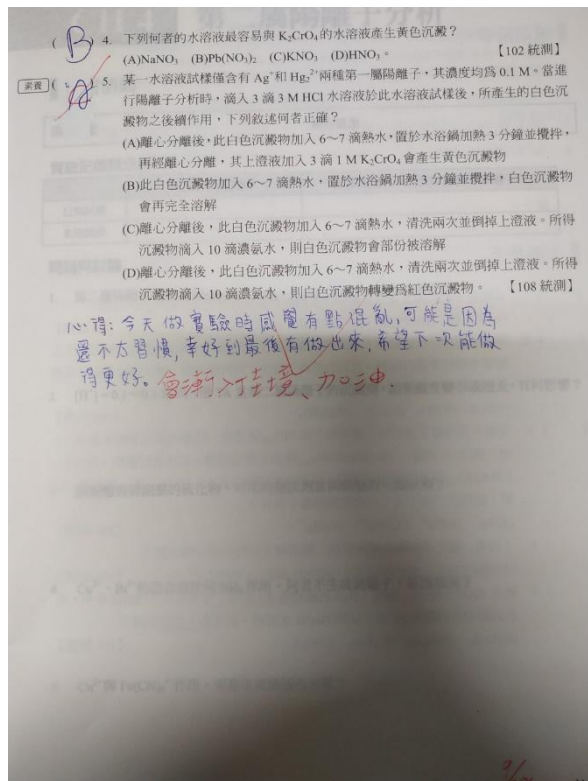 (B) 4. 下列何者的水溶液最容易與 K₂CrO₄ 的水溶液產生黃色沉澱？
(A)NaNO₃ (B)Pb(NO₃)₂ (C)KNO₃ (D)HNO₃。 【102 統測】
素養 ( ) 5. 某一水溶液試樣僅含有 Ag⁺和 Hg₂²⁺兩種第一屬陽離子，其濃度均為 0.1 M。當進
行陽離子分析時，滴入 3 滴 3 M HCl 水溶液於此水溶液試樣後，所產生的白色沉
澱物之後續作用，下列敘述何者正確？
(A)離心分離後，此白色沉澱物加入 6～7 滴熱水，置於水浴鍋加熱 3 分鐘並攪拌，
再經離心分離，其上澄液加入 3 滴 1 M K₂CrO₄ 會產生黃色沉澱物
(B)此白色沉澱物加入 6～7 滴熱水，置於水浴鍋加熱 3 分鐘並攪拌，白色沉澱物
會再完全溶解
(C)離心分離後，此白色沉澱物加入 6～7 滴熱水，清洗兩次並倒掉上澄液。所得
沉澱物滴入 10 滴濃氨水，則白色沉澱物會部份被溶解
(D)離心分離後，此白色沉澱物加入 6～7 滴熱水，清洗兩次並倒掉上澄液。所得
沉澱物滴入 10 滴濃氨水，則白色沉澱物轉變為紅色沉澱物。 【108 統測】
心得：今天做實驗時感覺有點混亂,可能是因為
還不太習慣,幸好到最後有做出來,希望下次能做
得更好。會漸入佳境、加油.